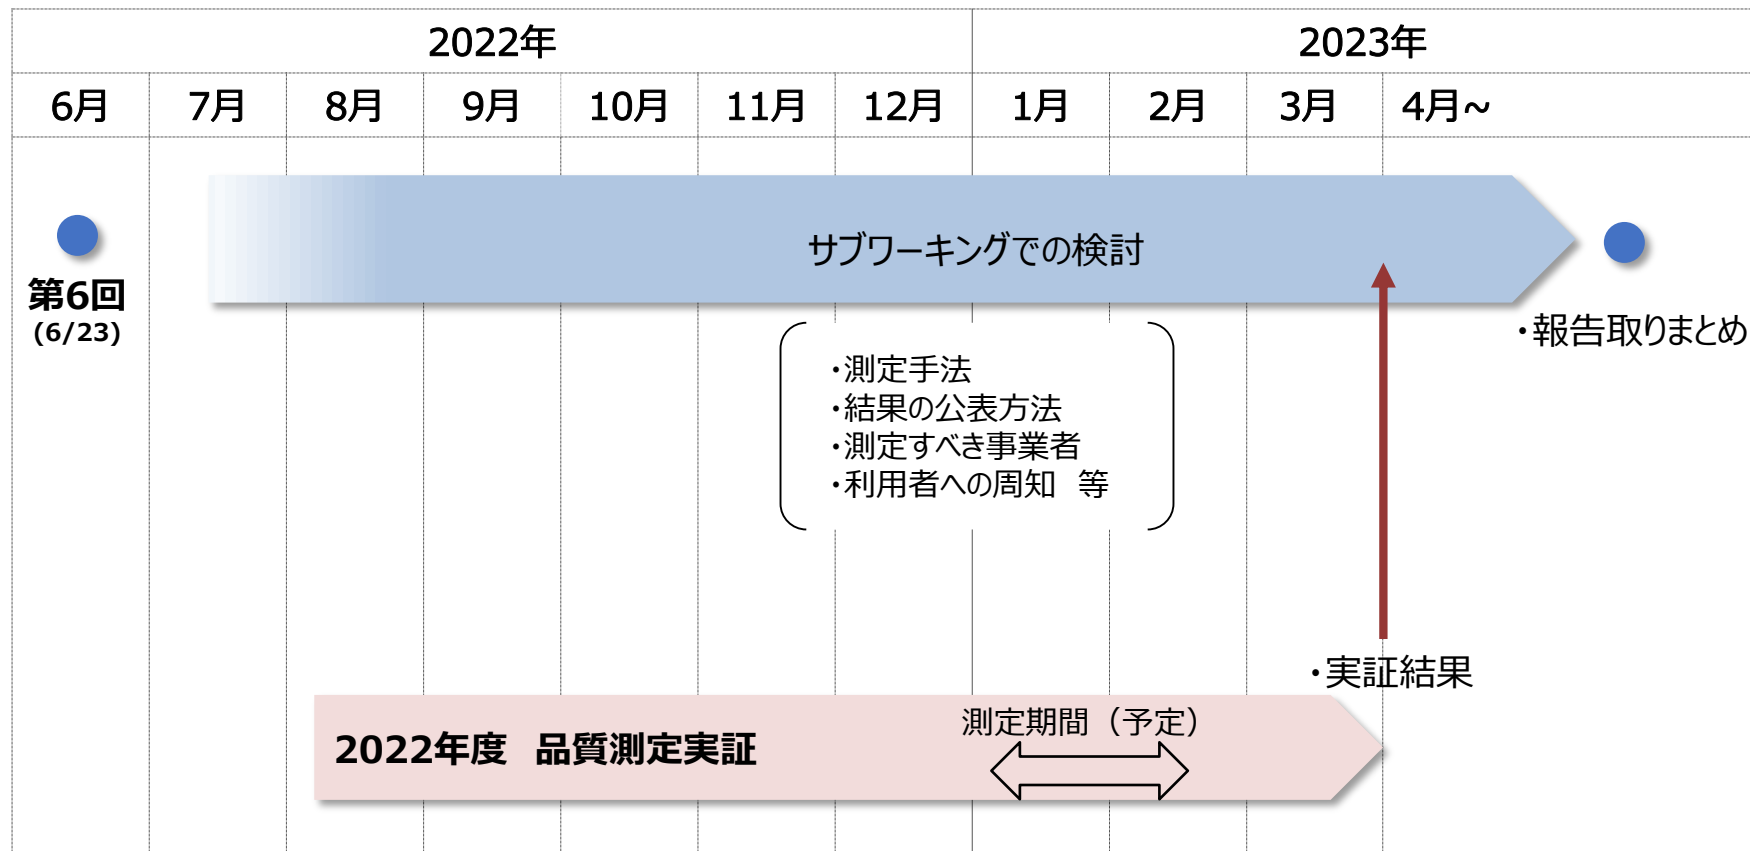 2022年
2023年
6月
7月
8月
9月
10月
11月
12月
1月
2月
3月
4月~
サブワーキングでの検討
第6回
(6/23)
・報告取りまとめ
・測定手法
・結果の公表方法
・測定すべき事業者
・利用者への周知　等
・実証結果
測定期間（予定）
2022年度　品質測定実証